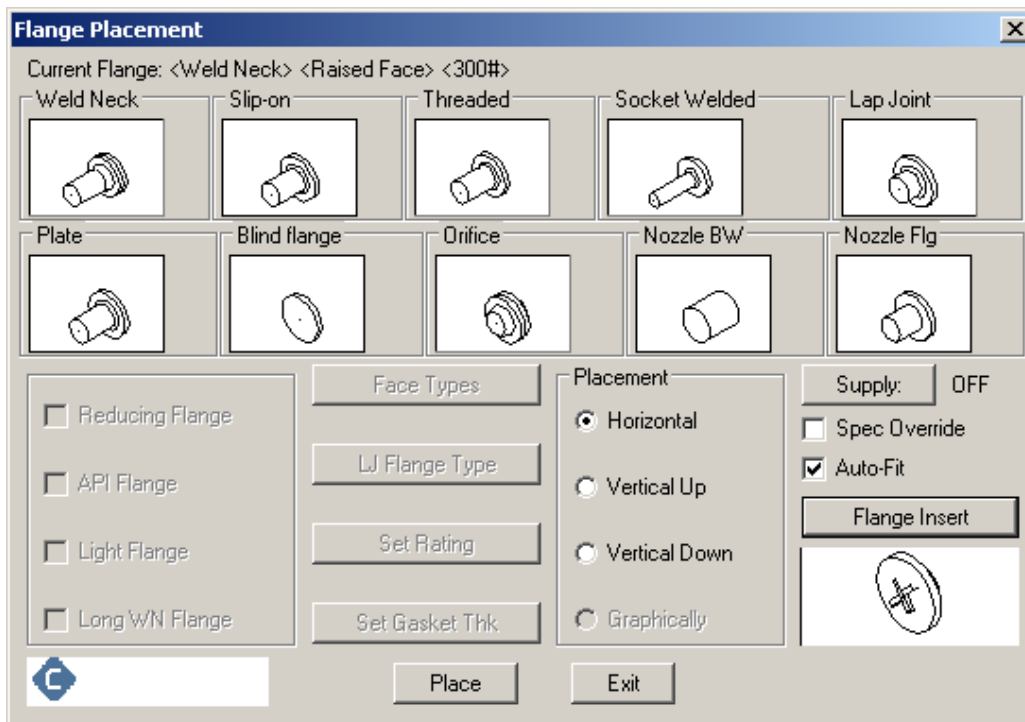 Flange Placement
Current Flange: <Weld Neck> <Raised Face> <300#>
Weld Neck Slip-on Threaded Socket Welded Lap Joint
Plate Blind flange Orifice Nozzle BW Nozzle Flg
Face Types Placement Supply: OFF
Reducing Flange Horizontal Spec Override
LJ Flange Type Auto-Fit
API Flange Vertical Up
Flange Insert
Set Rating
Light Flange Vertical Down
Long WN Flange Set Gasket Thk Graphically
C
Place Exit